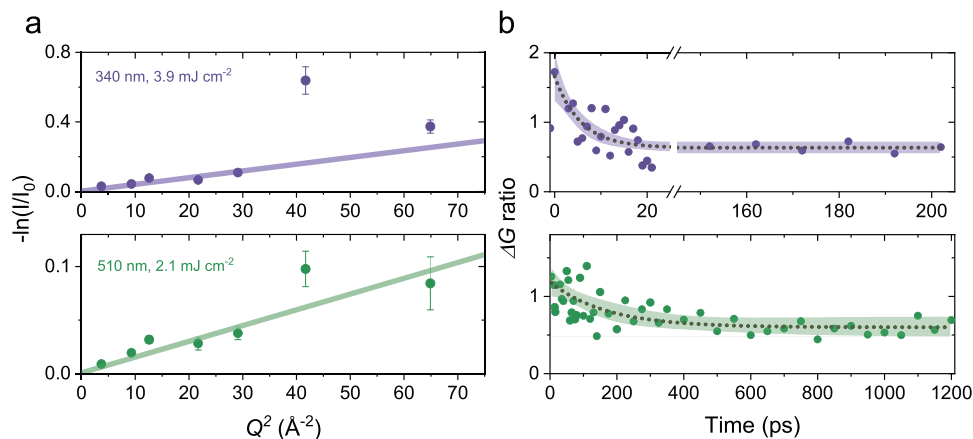 a
0.8
0.4
0.0
-ln(I/I₀)
340 nm, 3.9 mJ cm⁻²
0 10 20 30 40 50 60 70
0.1
0.0
510 nm, 2.1 mJ cm⁻²
0 10 20 30 40 50 60 70
Q² (Å⁻²)
b
2
1
0
ΔG ratio
0 10 20 160 180 200
2
1
0
0 200 400 600 800 1000 1200
Time (ps)